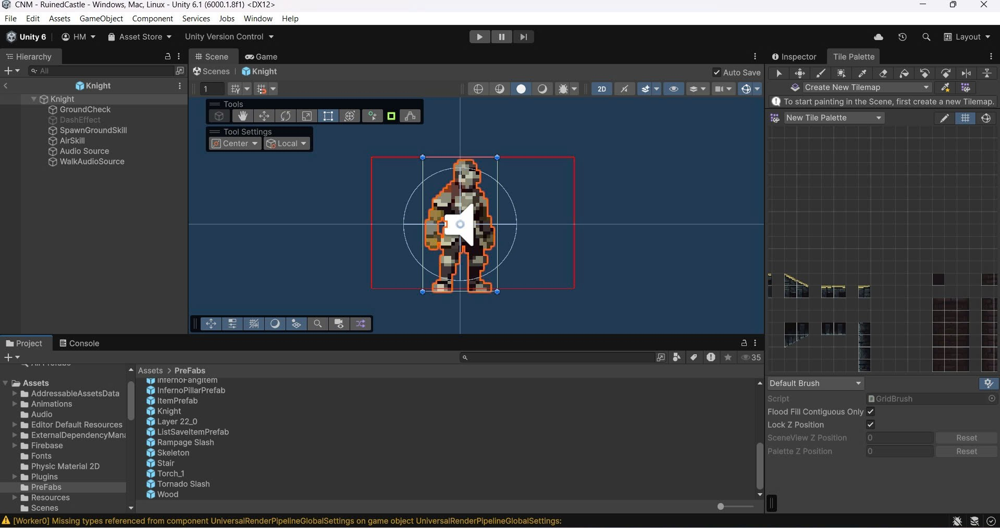 CNM - RuinedCastle - Windows, Mac, Linux - Unity 6.1 (6000.1.8f1) <DX12>
File Edit Assets GameObject Component Services Jobs Window Help
Unity 6 HM Asset Store Unity Version Control Layout
Hierarchy
All
Knight
Knight
GroundCheck
DashEffect
SpawnGroundSkill
AirSkill
Audio Source
WalkAudioSource
Scene Game
Scenes Knight Auto Save
1 2D
Tools
Tool Settings
Center Local
Inspector Tile Palette
Create New Tilemap
To start painting in the Scene, first create a new Tilemap.
New Tile Palette
Default Brush
Script GridBrush
Flood Fill Contiguous Only
Lock Z Position
SceneView Z Position 0 Reset
Palette Z Position 0 Reset
Project Console
35
Assets
AddressableAssetsData
Animations
Audio
Editor Default Resources
ExternalDependencyMana
Firebase
Fonts
Physic Material 2D
Plugins
PreFabs
Resources
Scenes
Assets > PreFabs
InfernoFangItem
InfernoPillarPrefab
ItemPrefab
Knight
Layer 22_0
ListSaveItemPrefab
Rampage Slash
Skeleton
Stair
Torch_1
Tornado Slash
Wood
[Worker0] Missing types referenced from component UniversalRenderPipelineGlobalSettings on game object UniversalRenderPipelineGlobalSettings: